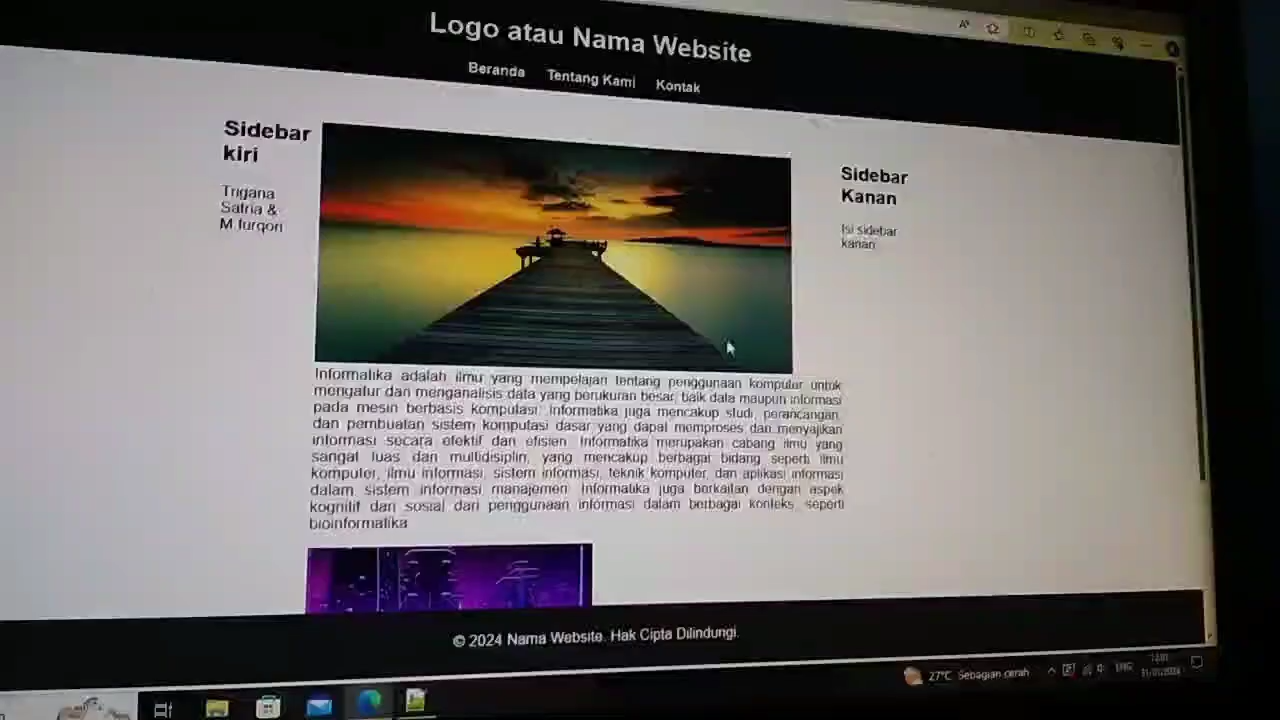 Logo atau Nama Website
Beranda Tentang Kami Kontak
Sidebar
kiri
Trigana
Satria &
M.furqon
Sidebar
Kanan
Isi sidebar
kanan
Informatika adalah ilmu yang mempelajari tentang penggunaan komputer untuk
mengatur dan menganalisis data yang berukuran besar, baik data maupun informasi
pada mesin berbasis komputasi. Informatika juga mencakup studi, perancangan,
dan pembuatan sistem komputasi dasar yang dapat memproses dan menyajikan
informasi secara efektif dan efisien. Informatika merupakan cabang ilmu yang
sangat luas dan multidisiplin, yang mencakup berbagai bidang seperti ilmu
komputer, ilmu informasi, sistem informasi, teknik komputer, dan aplikasi informasi
dalam sistem informasi manajemen. Informatika juga berkaitan dengan aspek
kognitif dan sosial dari penggunaan informasi dalam berbagai konteks, seperti
bioinformatika
© 2024 Nama Website. Hak Cipta Dilindungi.
27°C Sebagian cerah
ENG